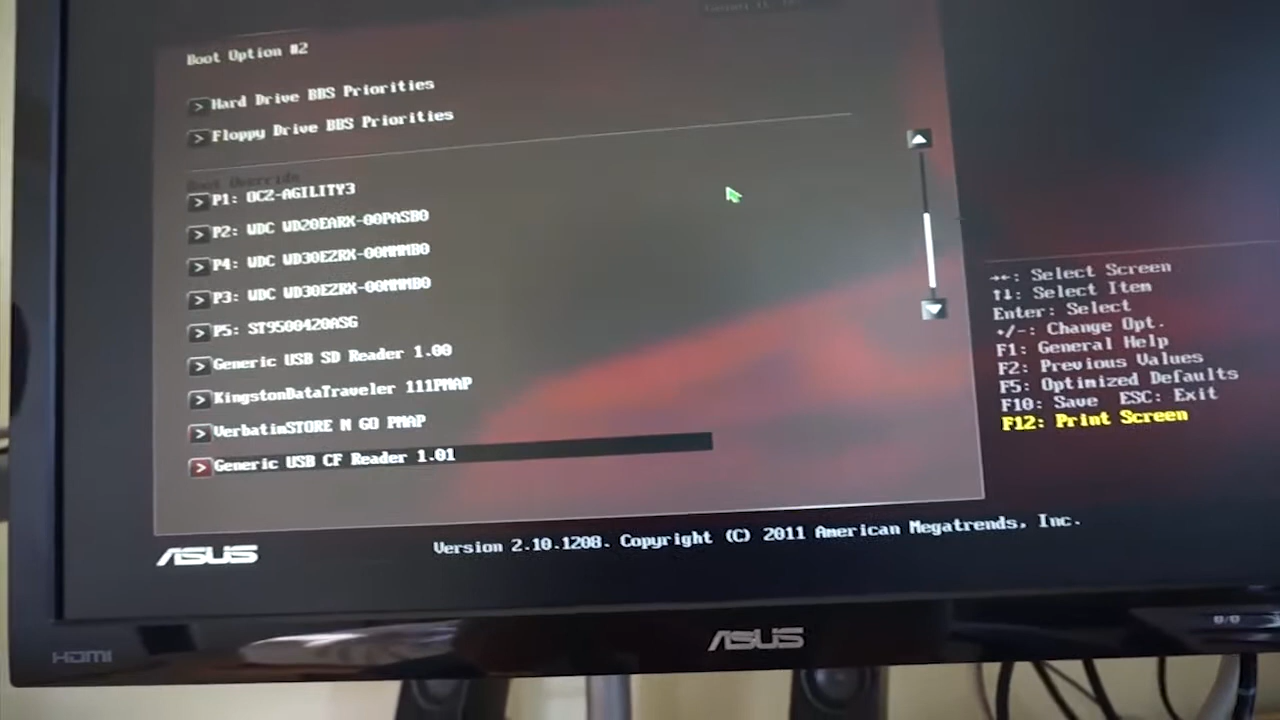 Boot Option #2
> Hard Drive BBS Priorities
> Floppy Drive BBS Priorities
Boot Override
> P1: OCZ-AGILITY3
> P2: WDC WD20EARX-00PASB0
> P4: WDC WD30EZRX-00MMMB0
> P3: WDC WD30EZRX-00MMMB0
> P5: ST9500420ASG
> Generic USB SD Reader 1.00
> KingstonDataTraveler 111PMAP
> VerbatimSTORE N GO PMAP
> Generic USB CF Reader 1.01
→←: Select Screen
↑↓: Select Item
Enter: Select
+/-: Change Opt.
F1: General Help
F2: Previous Values
F5: Optimized Defaults
F10: Save ESC: Exit
F12: Print Screen
Version 2.10.1208. Copyright (C) 2011 American Megatrends, Inc.
ASUS
ASUS
HDMI